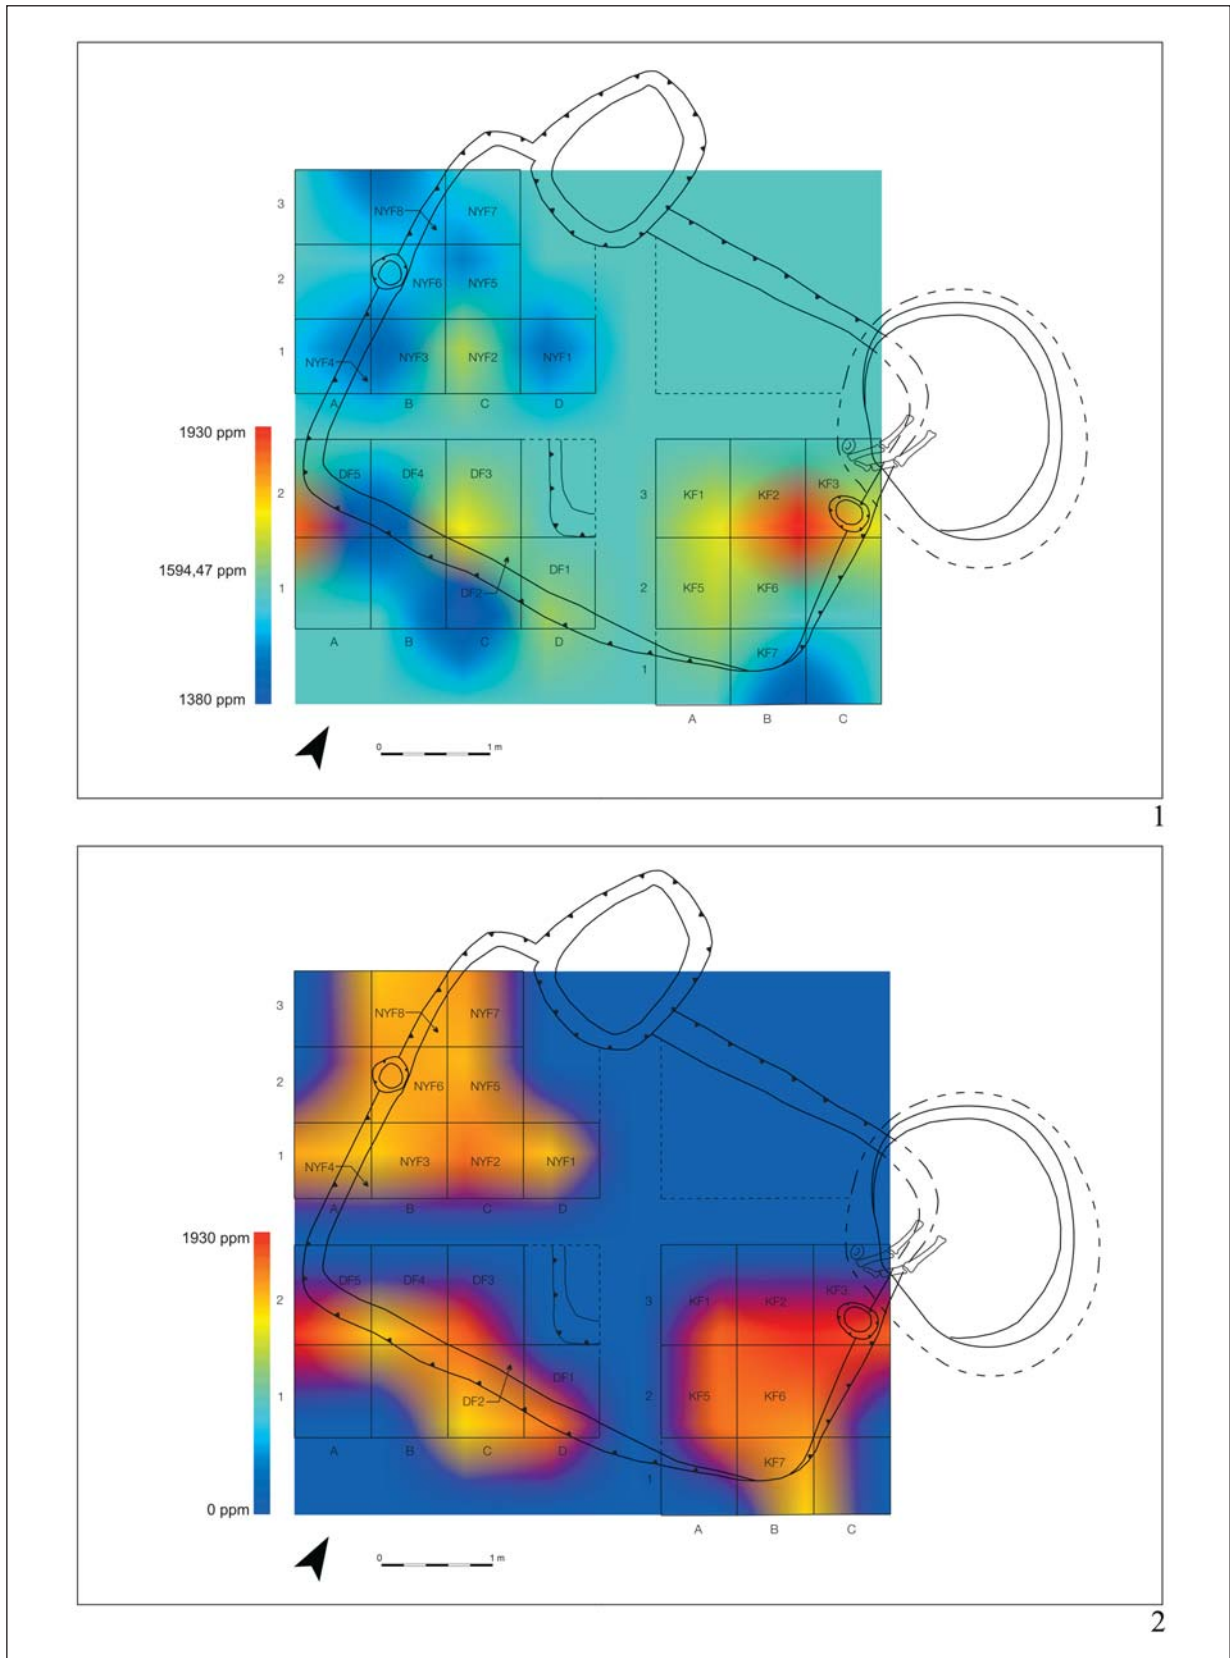 3
NYF8
NYF7
2
NYF6
NYF5
1
NYF4
NYF3
NYF2
NYF1
A
B
C
D
1930 ppm
1594,47 ppm
1380 ppm
DF5
DF4
DF3
2
DF1
1
DF2
A
B
C
D
3
KF1
KF2
KF3
2
KF5
KF6
KF7
1
A
B
C
0
1 m
1
3
NYF8
NYF7
2
NYF6
NYF5
1
NYF4
NYF3
NYF2
NYF1
A
B
C
D
1930 ppm
0 ppm
DF5
DF4
DF3
2
DF1
1
DF2
A
B
C
D
3
KF1
KF2
KF3
2
KF5
KF6
KF7
1
A
B
C
0
1 m
2